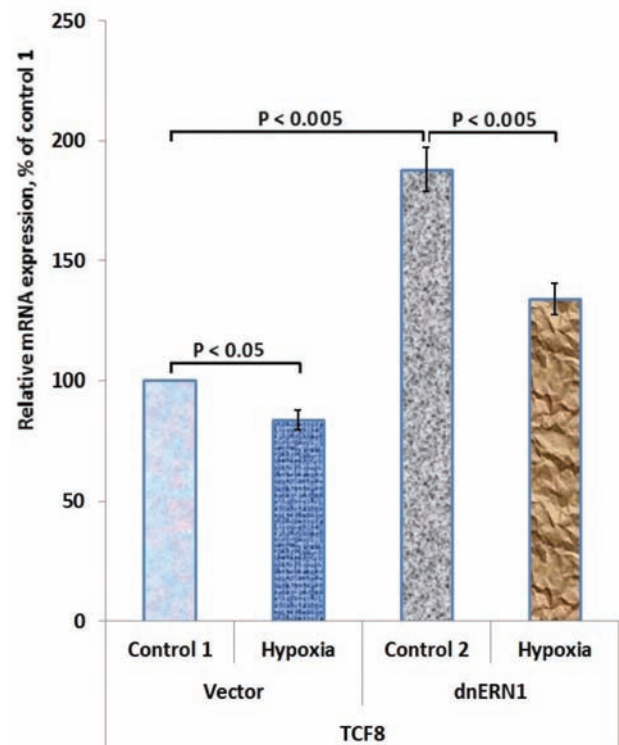 Relative mRNA expression, % of control 1
250
200
150
100
50
0
P < 0.005
P < 0.005
P < 0.05
Control 1
Hypoxia
Control 2
Hypoxia
Vector
dnERN1
TCF8